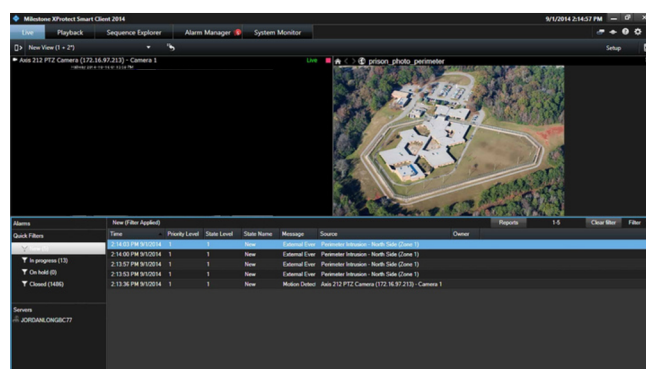 Milestone XProtect Smart Client 2014
9/1/2014 2:14:57 PM
Live Playback Sequence Explorer Alarm Manager System Monitor
New View (1 + 2*)
Setup
Axis 212 PTZ Camera (172.16.97.213) - Camera 1
Live
prison_photo_perimeter
Alarms New (Filter Applied) Reports 1-5 Clear filter Filter
Quick Filters Time Priority Level State Level State Name Message Source Owner
2:14:03 PM 9/1/2014 1 1 New External Ever Perimeter Intrusion - North Side (Zone 1)
2:14:00 PM 9/1/2014 1 1 New External Ever Perimeter Intrusion - North Side (Zone 1)
In progress (13) 2:13:57 PM 9/1/2014 1 1 New External Ever Perimeter Intrusion - North Side (Zone 1)
On hold (0) 2:13:53 PM 9/1/2014 1 1 New External Ever Perimeter Intrusion - North Side (Zone 1)
Closed (1486) 2:13:36 PM 9/1/2014 1 1 New Motion Detect Axis 212 PTZ Camera (172.16.97.213) - Camera 1
Servers
JORDANLONGBC77